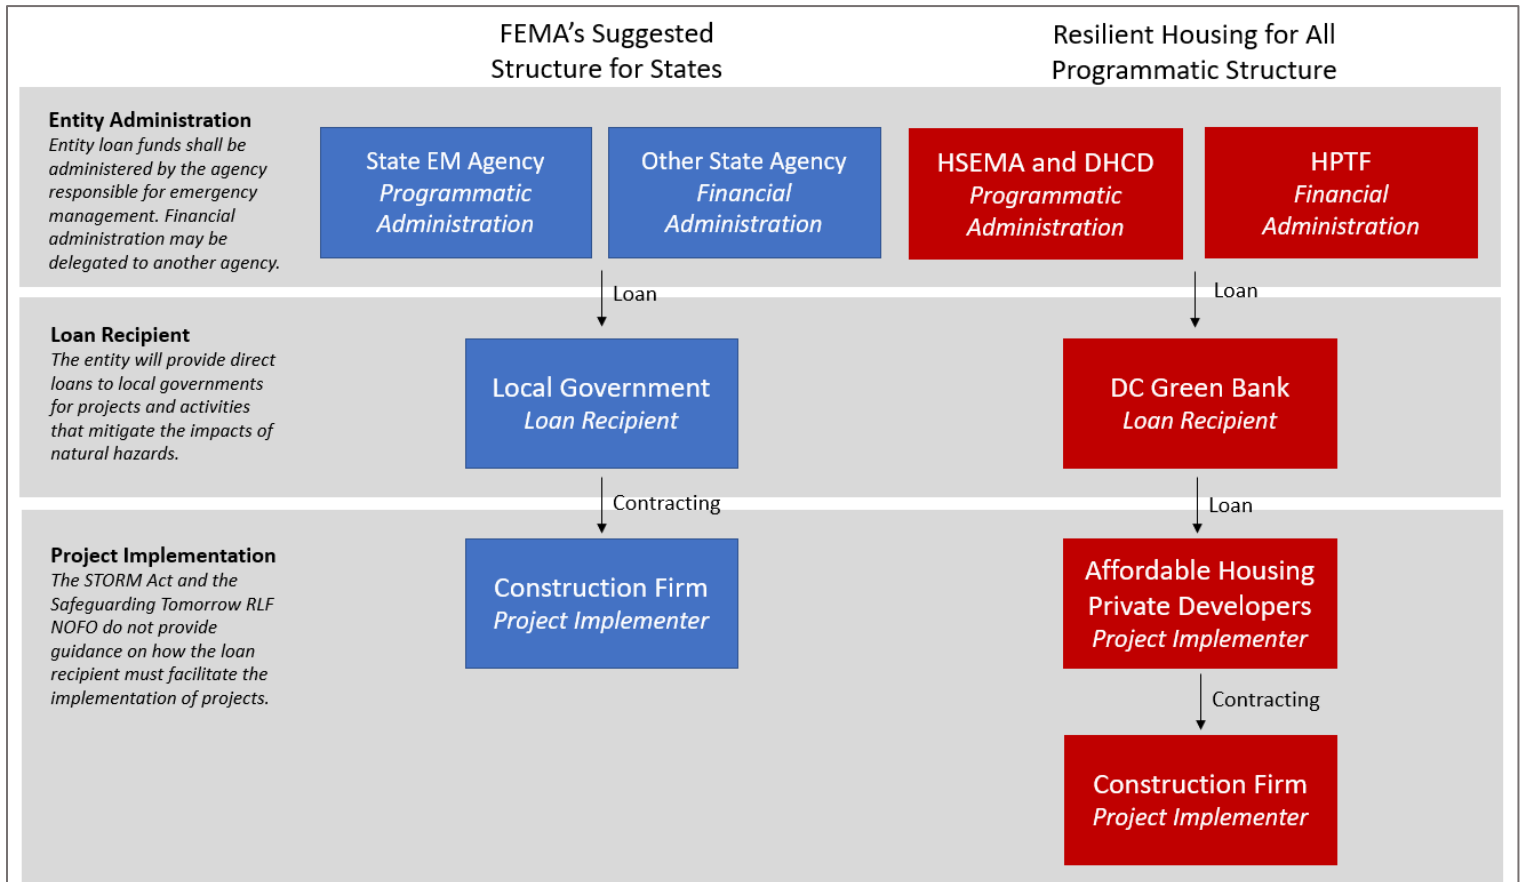 FEMA's Suggested
Structure for States
Resilient Housing for All
Programmatic Structure
Entity Administration
Entity loan funds shall be
administered by the agency
responsible for emergency
management. Financial
administration may be
delegated to another agency.
State EM Agency
Programmatic
Administration
Other State Agency
Financial
Administration
HSEMA and DHCD
Programmatic
Administration
HPTF
Financial
Administration
Loan
Loan
Loan Recipient
The entity will provide direct
loans to local governments
for projects and activities
that mitigate the impacts of
natural hazards.
Local Government
Loan Recipient
DC Green Bank
Loan Recipient
Contracting
Loan
Project Implementation
The STORM Act and the
Safeguarding Tomorrow RLF
NOFO do not provide
guidance on how the loan
recipient must facilitate the
implementation of projects.
Construction Firm
Project Implementer
Affordable Housing
Private Developers
Project Implementer
Contracting
Construction Firm
Project Implementer